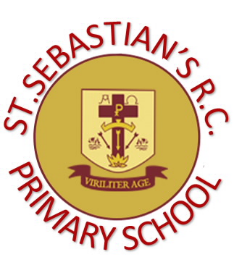 ST.SEBASTIAN'S R.C.
Α Ω
P
VIRILITER AGE
PRIMARY SCHOOL